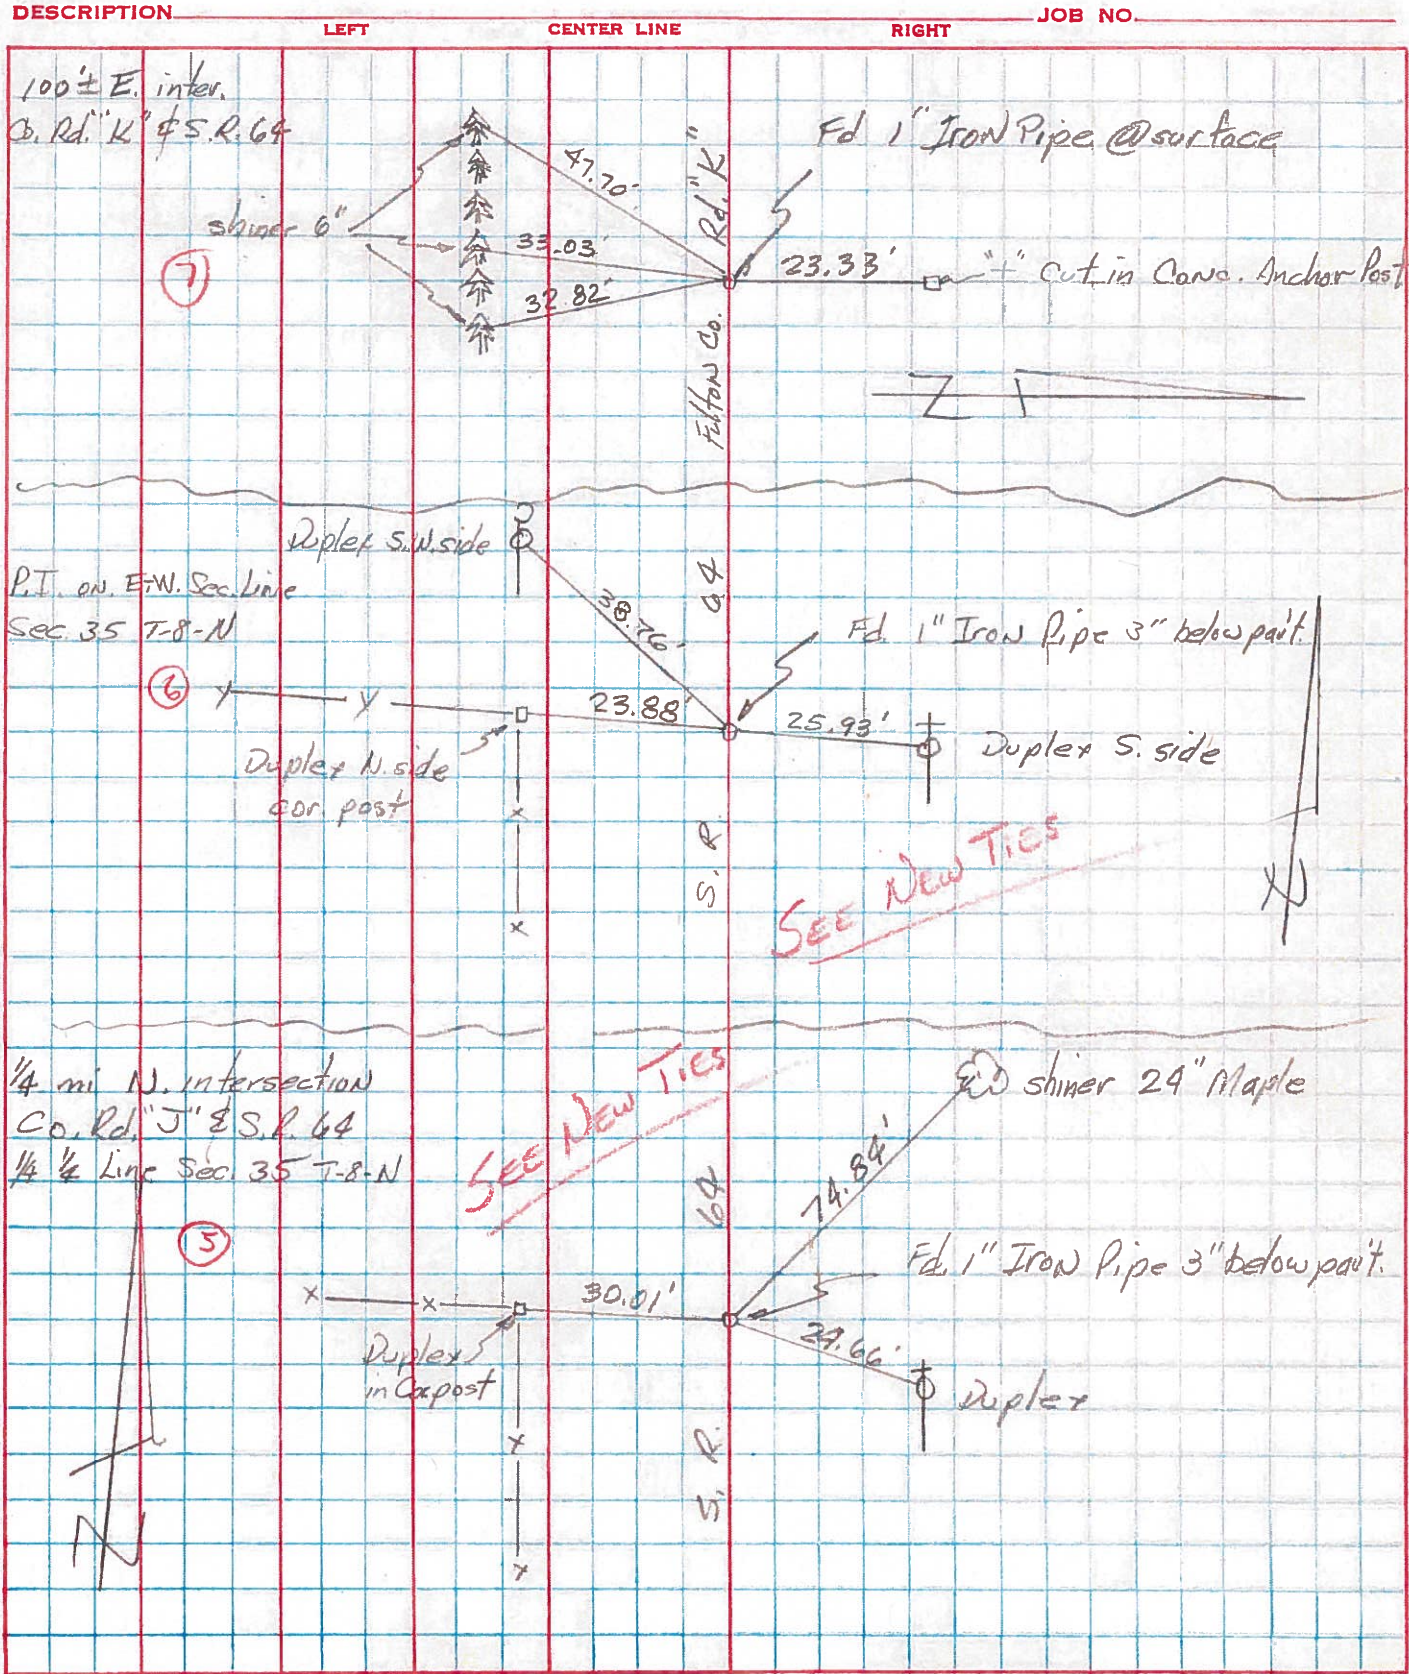 DESCRIPTION JOB NO.
LEFT CENTER LINE RIGHT
100'± E. inter.
Co. Rd. "K" & S.R. 64
Fd 1" Iron Pipe @ surface
47.70'
shiner 6"
33.03'
23.33'
"+" Cut in Conc. Anchor Post
7
32.82'
Fulton Co. Rd. "K"
N
Duplex S.W. side
P.I. on E-W. Sec. Line
Sec. 35 T-8-N
38.76'
Fd. 1" Iron Pipe 3" below pav't.
6
23.88'
25.93'
Duplex N. side
cor. post
Duplex S. side
S. R. 64
SEE NEW TIES
N
1/4 mi N. intersection
Co. Rd. "J" & S.R. 64
1/4 1/4 Line Sec. 35 T-8-N
SEE NEW TIES
shiner 24" Maple
74.84'
5
Fd. 1" Iron Pipe 3" below pav't.
30.01'
24.66'
Duplex
in Cor. post
Duplex
S. R. 64
N